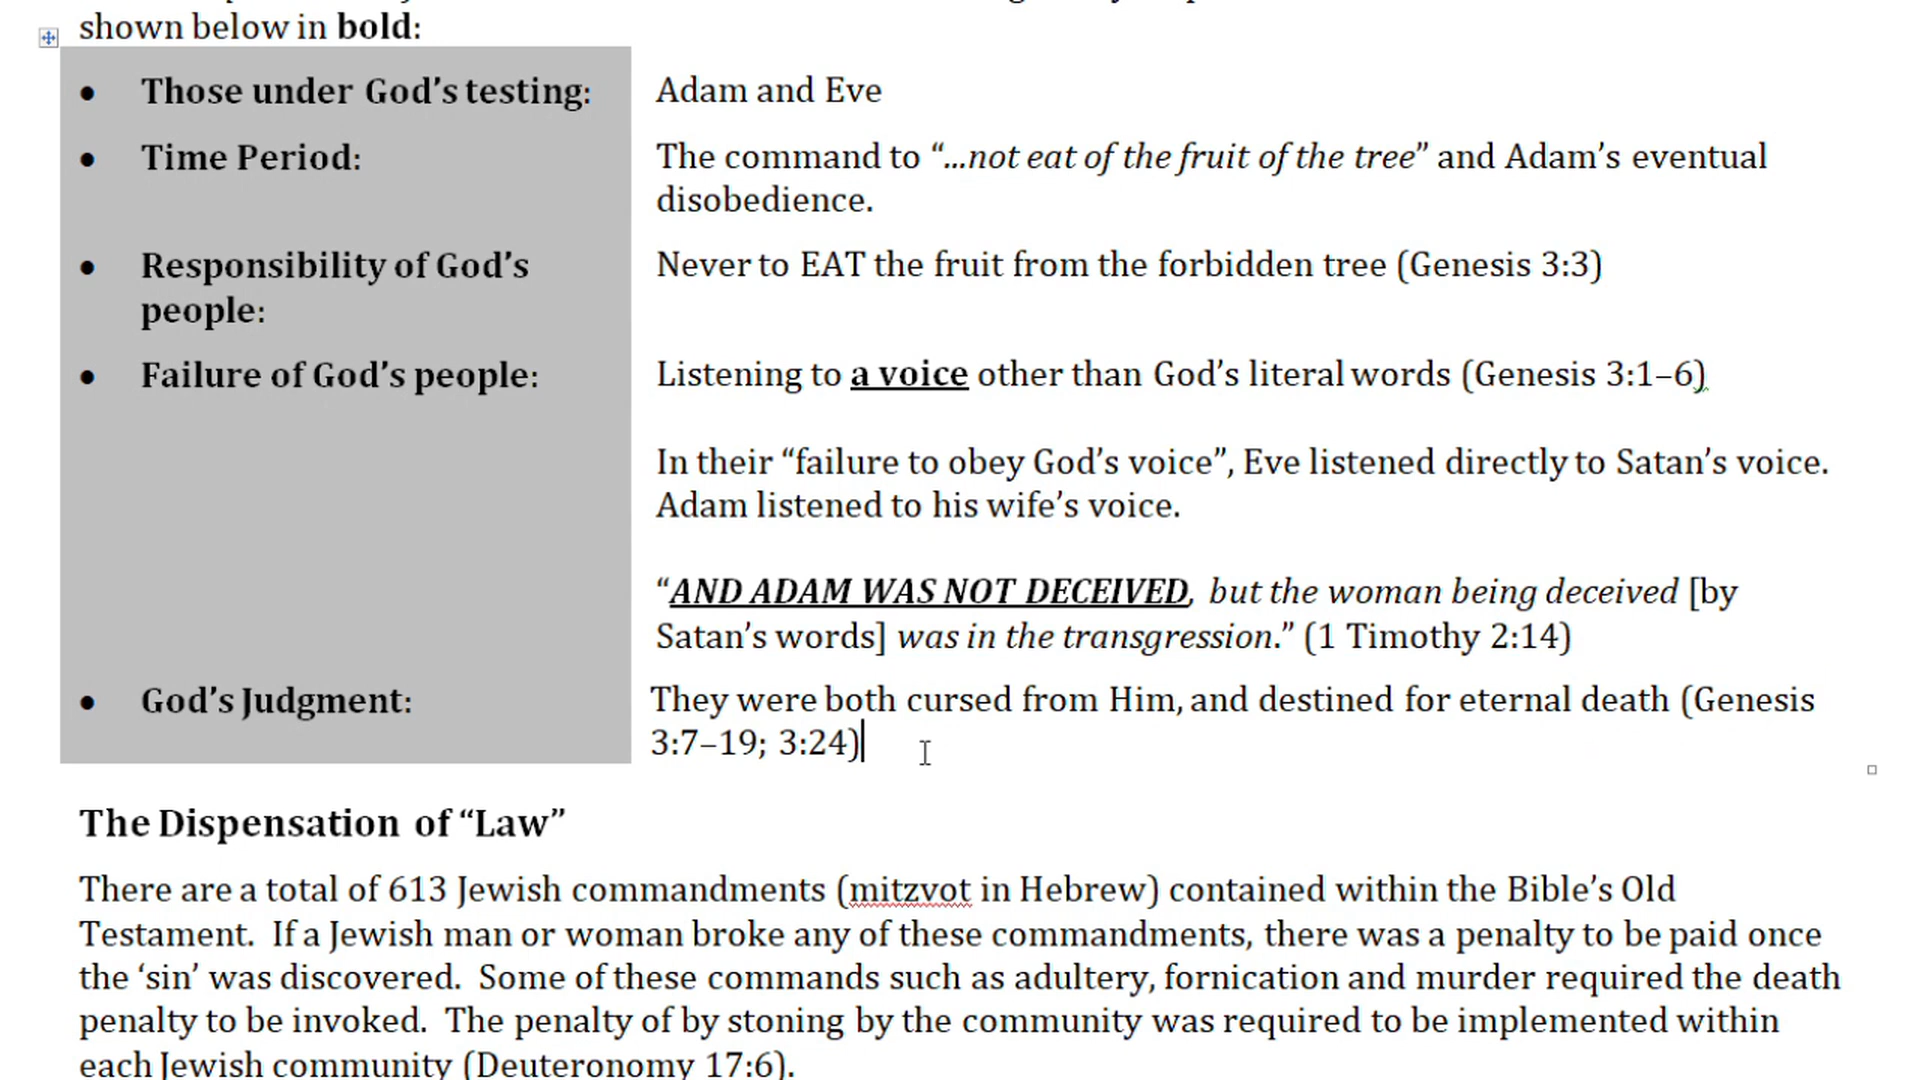 shown below in bold:
• Those under God's testing: Adam and Eve
• Time Period: The command to “...not eat of the fruit of the tree” and Adam’s eventual
disobedience.
• Responsibility of God’s Never to EAT the fruit from the forbidden tree (Genesis 3:3)
people:
• Failure of God’s people: Listening to a voice other than God’s literal words (Genesis 3:1–6)
In their “failure to obey God’s voice”, Eve listened directly to Satan’s voice.
Adam listened to his wife’s voice.
“AND ADAM WAS NOT DECEIVED, but the woman being deceived [by
Satan’s words] was in the transgression.” (1 Timothy 2:14)
• God’s Judgment: They were both cursed from Him, and destined for eternal death (Genesis
3:7–19; 3:24)
The Dispensation of “Law”
There are a total of 613 Jewish commandments (mitzvot in Hebrew) contained within the Bible’s Old
Testament. If a Jewish man or woman broke any of these commandments, there was a penalty to be paid once
the ‘sin’ was discovered. Some of these commands such as adultery, fornication and murder required the death
penalty to be invoked. The penalty of by stoning by the community was required to be implemented within
each Jewish community (Deuteronomy 17:6).